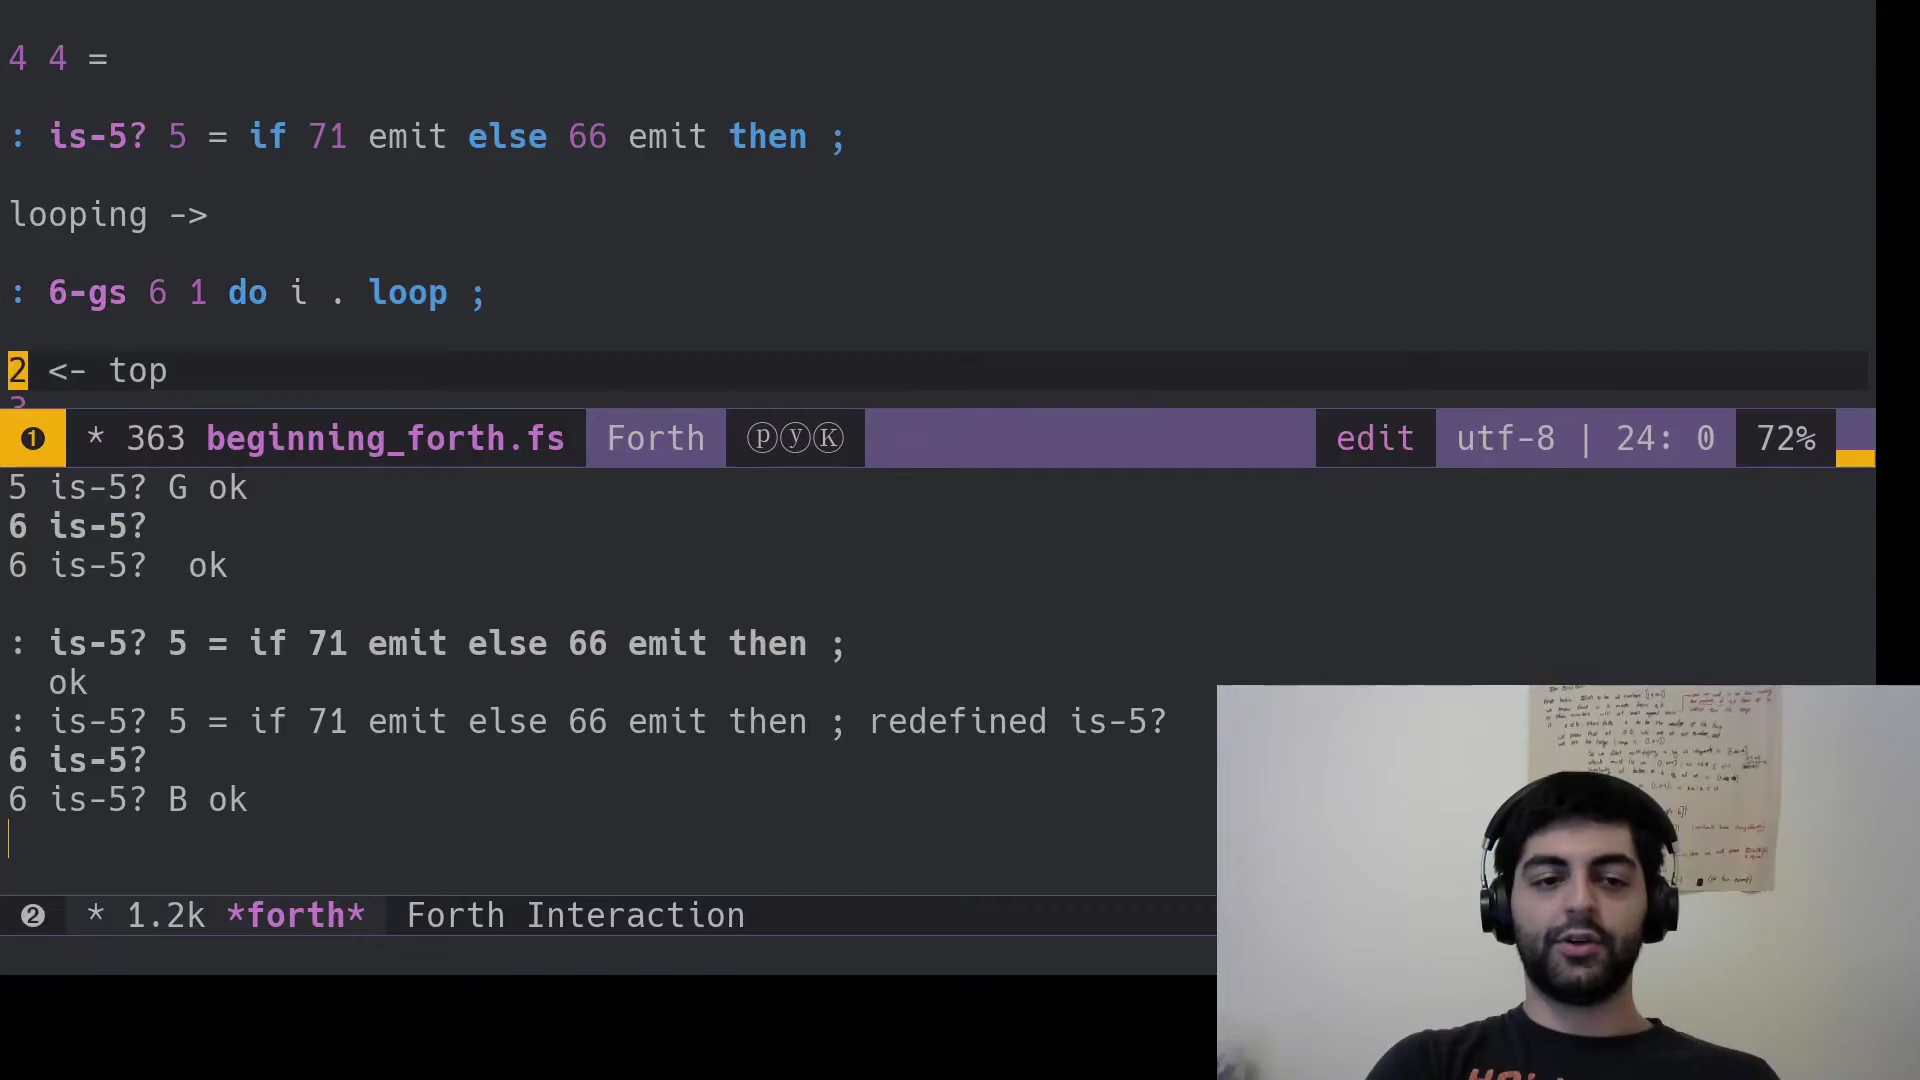 4 4 =
: is-5? 5 = if 71 emit else 66 emit then ;
looping ->
: 6-gs 6 1 do i . loop ;
2 <- top
3
❶ * 363 beginning_forth.fs Forth ⓟⓨⓀ edit utf-8 | 24: 0 72%
5 is-5? G ok
6 is-5?
6 is-5?  ok
: is-5? 5 = if 71 emit else 66 emit then ;
ok
: is-5? 5 = if 71 emit else 66 emit then ; redefined is-5?
6 is-5?
6 is-5? B ok
❷ * 1.2k *forth* Forth Interaction